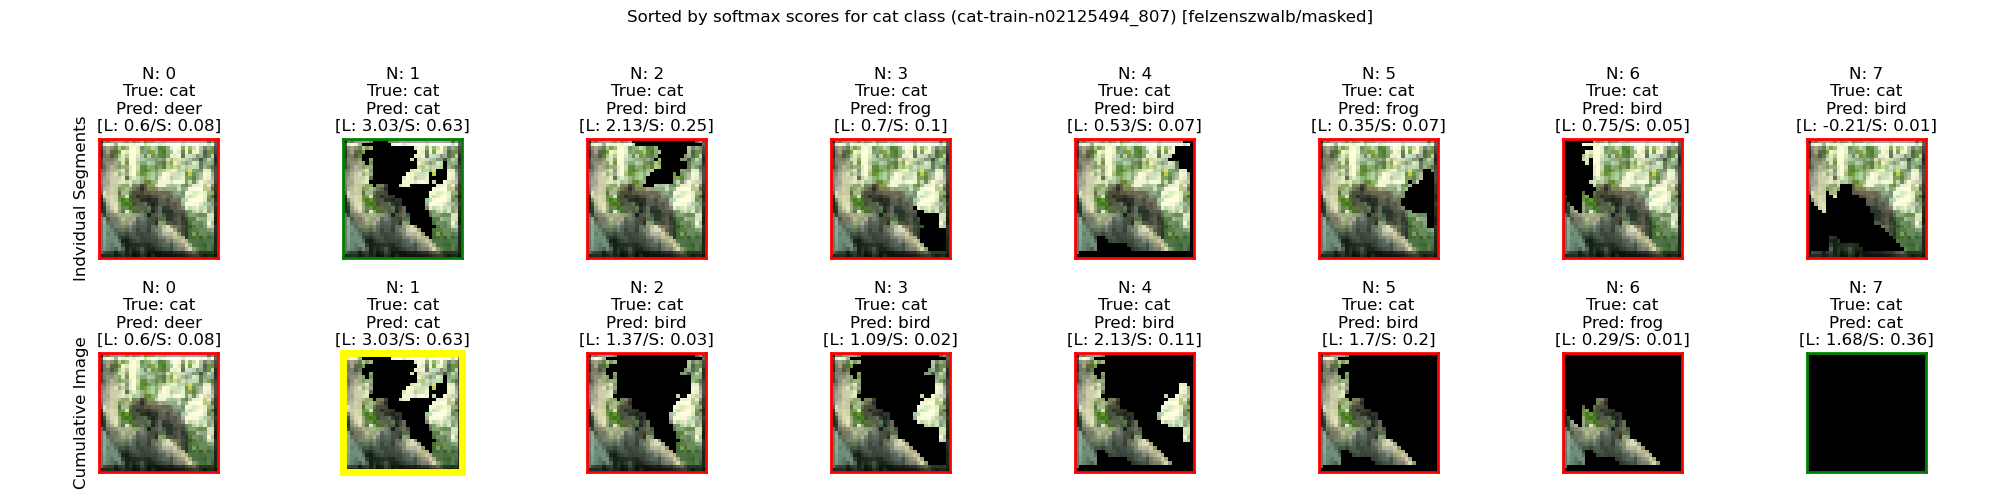 Sorted by softmax scores for cat class (cat-train-n02125494_807) [felzenszwalb/masked]
Individual Segments
N: 0
True: cat
Pred: deer
[L: 0.6/S: 0.08]
N: 1
True: cat
Pred: cat
[L: 3.03/S: 0.63]
N: 2
True: cat
Pred: bird
[L: 2.13/S: 0.25]
N: 3
True: cat
Pred: frog
[L: 0.7/S: 0.1]
N: 4
True: cat
Pred: bird
[L: 0.53/S: 0.07]
N: 5
True: cat
Pred: frog
[L: 0.35/S: 0.07]
N: 6
True: cat
Pred: bird
[L: 0.75/S: 0.05]
N: 7
True: cat
Pred: bird
[L: -0.21/S: 0.01]
Cumulative Image
N: 0
True: cat
Pred: deer
[L: 0.6/S: 0.08]
N: 1
True: cat
Pred: cat
[L: 3.03/S: 0.63]
N: 2
True: cat
Pred: bird
[L: 1.37/S: 0.03]
N: 3
True: cat
Pred: bird
[L: 1.09/S: 0.02]
N: 4
True: cat
Pred: bird
[L: 2.13/S: 0.11]
N: 5
True: cat
Pred: bird
[L: 1.7/S: 0.2]
N: 6
True: cat
Pred: frog
[L: 0.29/S: 0.01]
N: 7
True: cat
Pred: cat
[L: 1.68/S: 0.36]